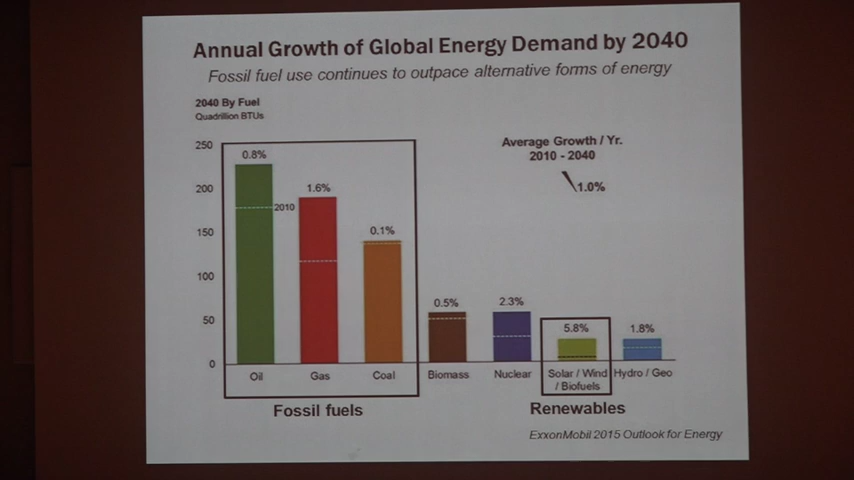 Annual Growth of Global Energy Demand by 2040
Fossil fuel use continues to outpace alternative forms of energy
2040 By Fuel
Quadrillion BTUs
Average Growth / Yr.
2010 - 2040
1.0%
250
200
150
100
50
0
0.8%
2010
1.6%
0.1%
0.5%
2.3%
5.8%
1.8%
Oil
Gas
Coal
Biomass
Nuclear
Solar / Wind
/ Biofuels
Hydro / Geo
Fossil fuels
Renewables
ExxonMobil 2015 Outlook for Energy